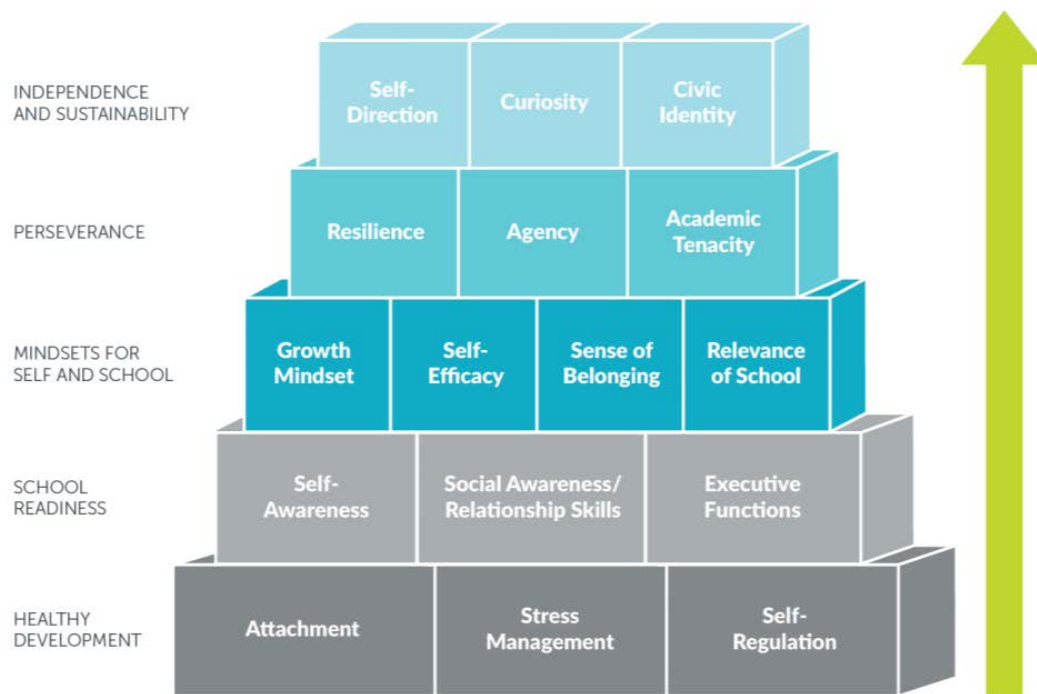 INDEPENDENCE
AND SUSTAINABILITY
Self-
Direction
Curiosity
Civic
Identity
PERSEVERANCE
Resilience
Agency
Academic
Tenacity
MINDSETS FOR
SELF AND SCHOOL
Growth
Mindset
Self-
Efficacy
Sense of
Belonging
Relevance
of School
SCHOOL
READINESS
Self-
Awareness
Social Awareness/
Relationship Skills
Executive
Functions
HEALTHY
DEVELOPMENT
Attachment
Stress
Management
Self-
Regulation